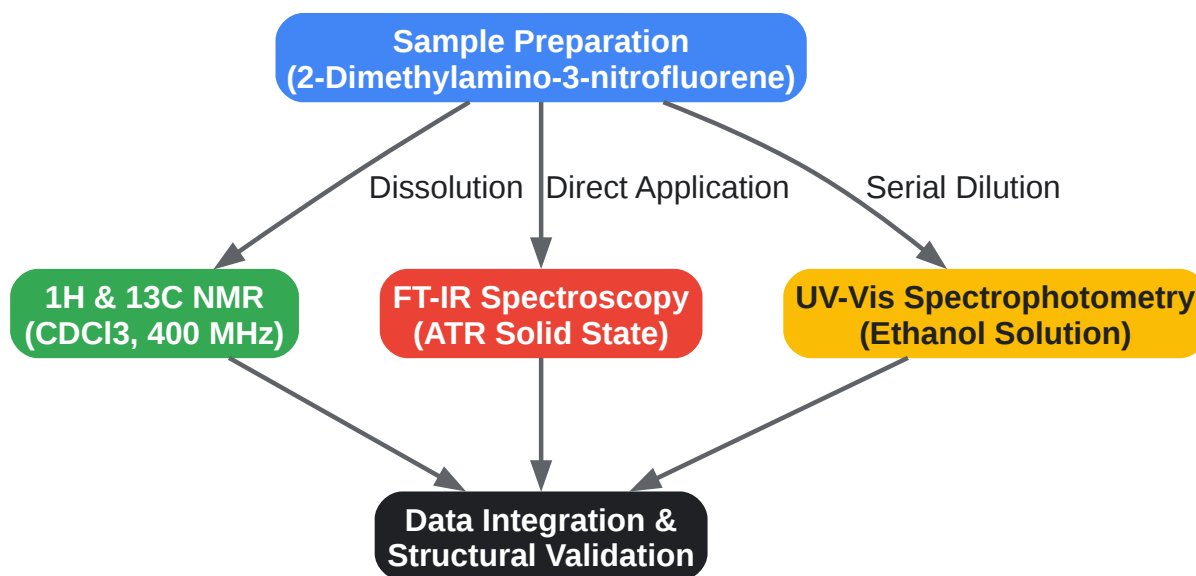 Sample Preparation
(2-Dimethylamino-3-nitrofluorene)
Dissolution
Direct Application
Serial Dilution
1H & 13C NMR
(CDCl3, 400 MHz)
FT-IR Spectroscopy
(ATR Solid State)
UV-Vis Spectrophotometry
(Ethanol Solution)
Data Integration &
Structural Validation